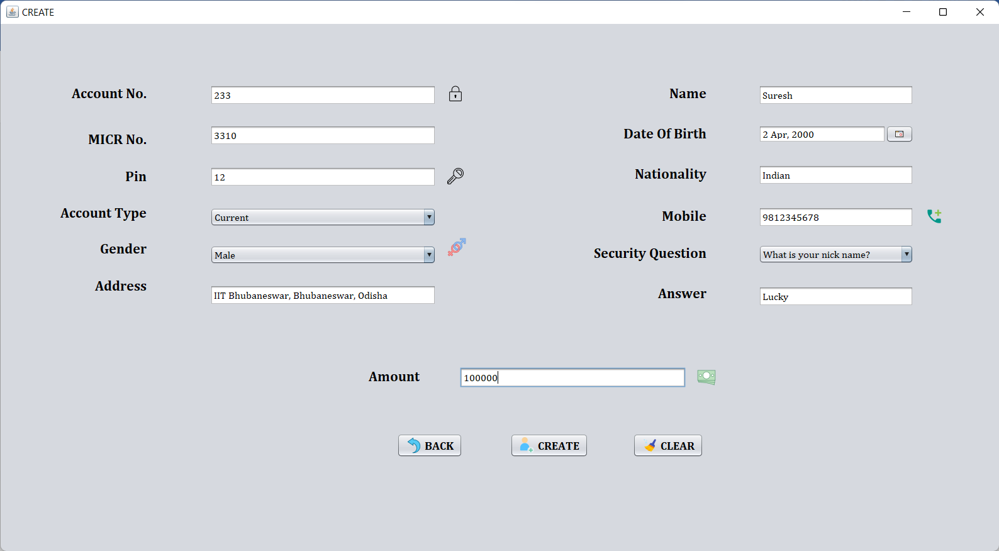 CREATE
Account No. 233
Name Suresh
MICR No. 3310
Date Of Birth 2 Apr, 2000
Pin 12
Nationality Indian
Account Type Current
Mobile 9812345678
Gender Male
Security Question What is your nick name?
Address IIT Bhubaneswar, Bhubaneswar, Odisha
Answer Lucky
Amount 100000
BACK CREATE CLEAR